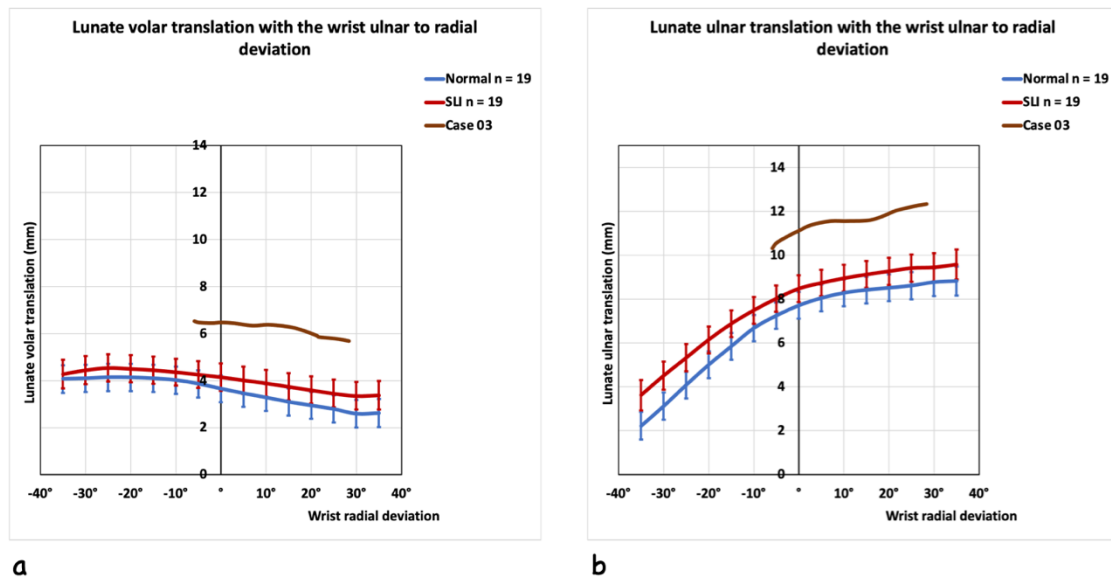 Lunate volar translation with the wrist ulnar to radial
deviation
Normal n = 19
SLI n = 19
Case 03
Lunate volar translation (mm)
14
12
10
8
6
4
2
0
-40° -30° -20° -10° ° 10° 20° 30° 40°
Wrist radial deviation
a
Lunate ulnar translation with the wrist ulnar to radial
deviation
Normal n = 19
SLI n = 19
Case 03
Lunate ulnar translation (mm)
14
12
10
8
6
4
2
0
-40° -30° -20° -10° ° 10° 20° 30° 40°
Wrist radial deviation
b